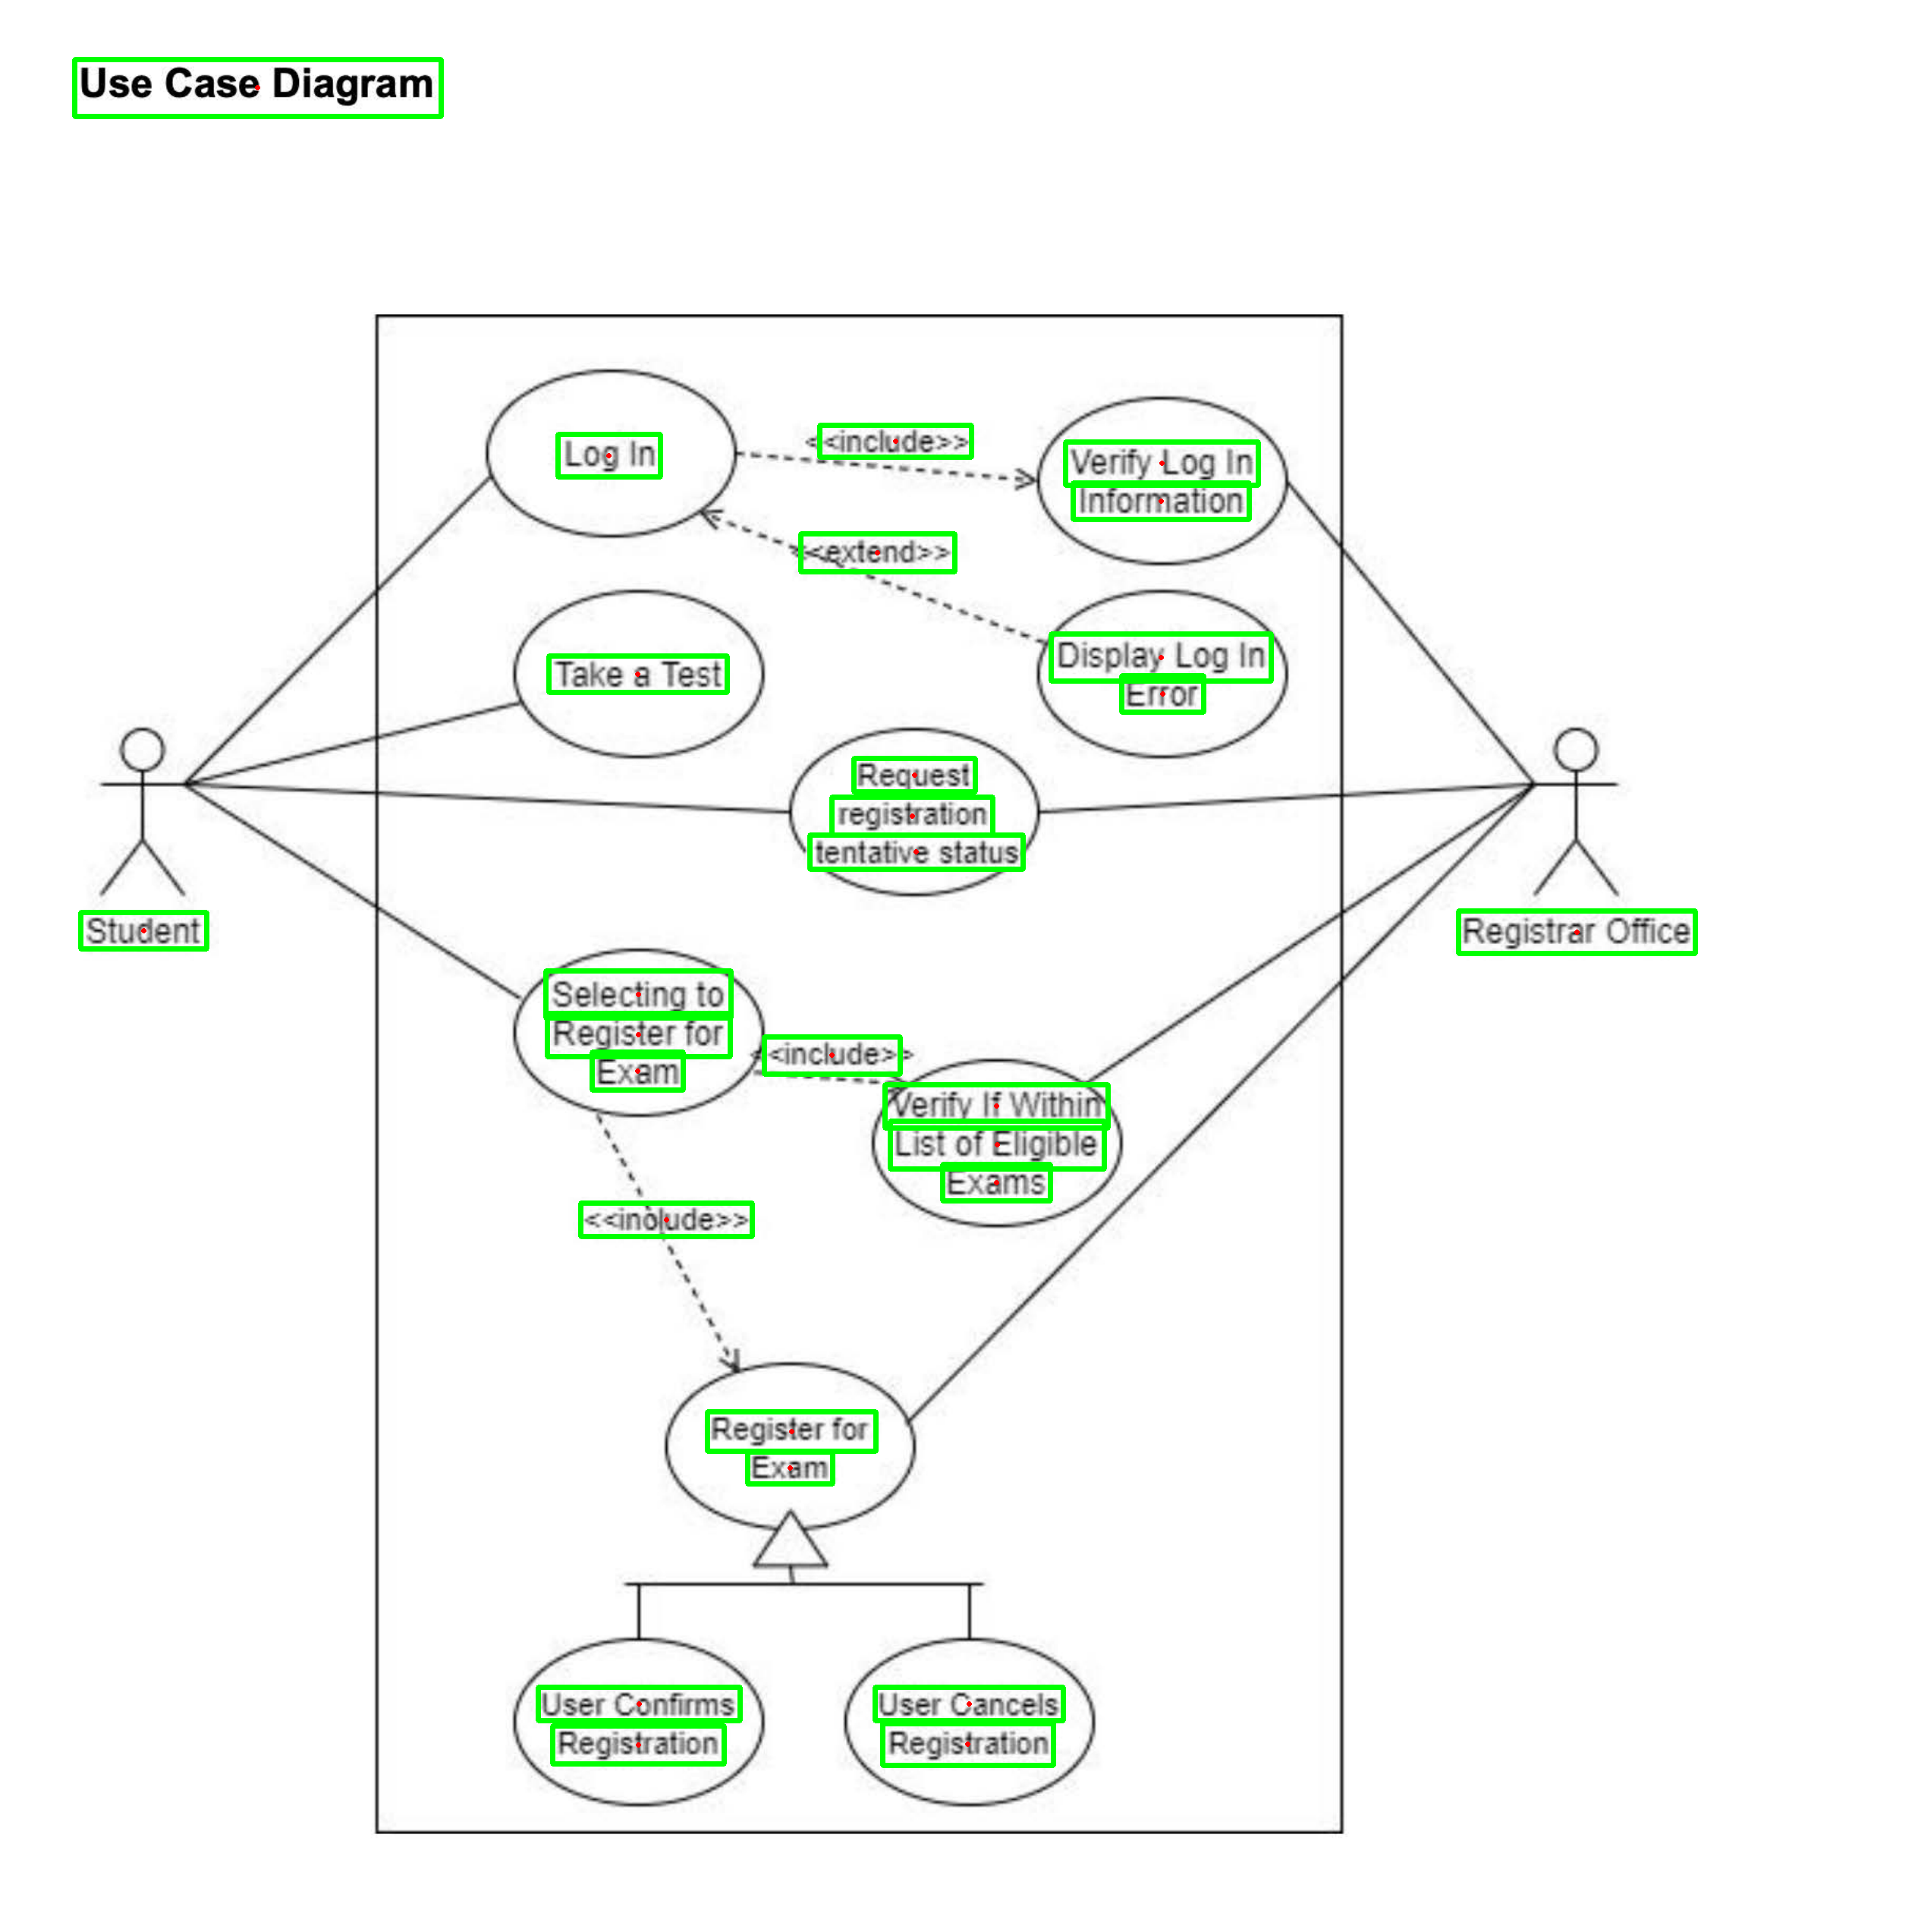 Use Case Diagram
Log In
<<include>>
Verify Log In
Information
<<extend>>
Take a Test
Display Log In
Error
Request
registration
tentative status
Student
Registrar Office
Selecting to
Register for
Exam
<<include>>
Verify If Within
List of Eligible
Exams
<<include>>
Register for
Exam
User Confirms
Registration
User Cancels
Registration